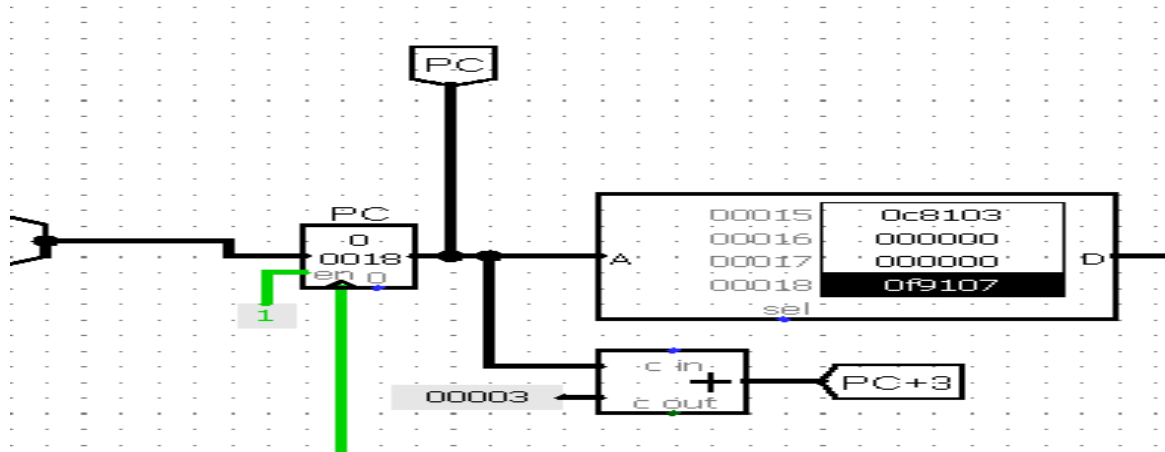 PC
PC
0
0018
en 0
1
00015 0c8103
00016 000000
00017 000000
00018 0f9107
A
D
sel
c in
+
c out
00003
PC+3